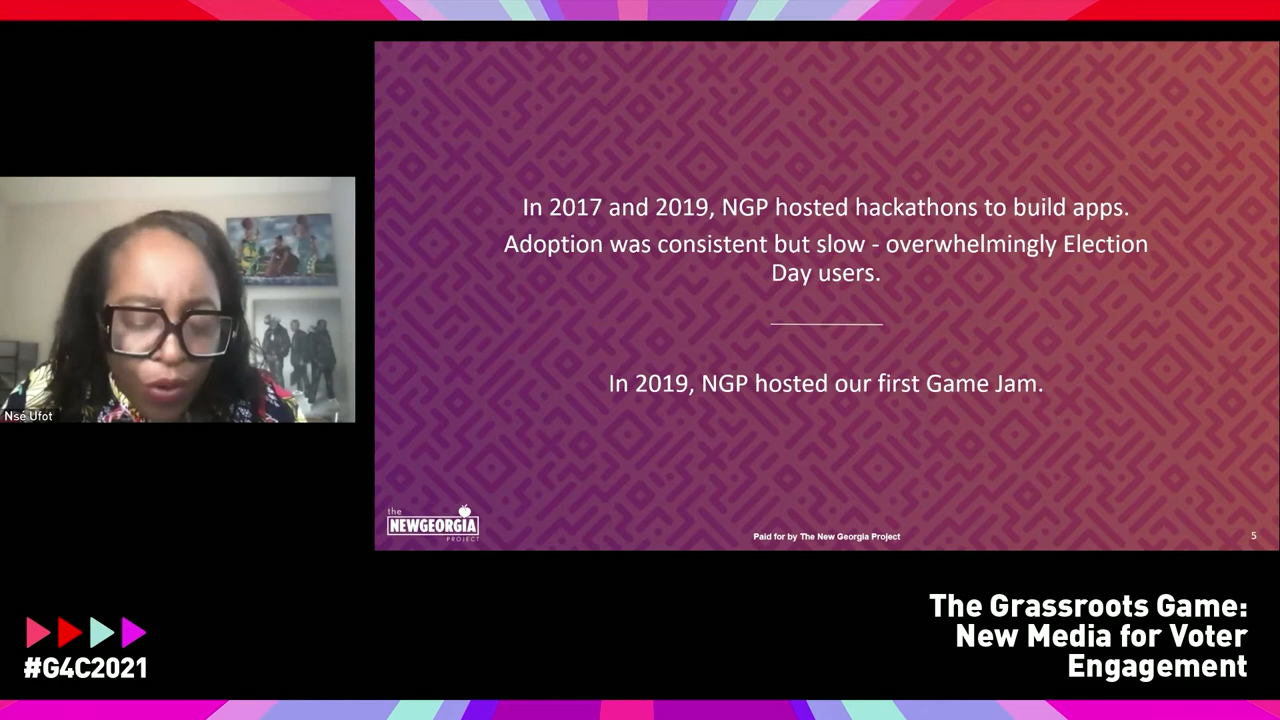 In 2017 and 2019, NGP hosted hackathons to build apps.
Adoption was consistent but slow - overwhelmingly Election
Day users.
In 2019, NGP hosted our first Game Jam.
Nsé Ufot
the
NEWGEORGIA
PROJECT
Paid for by The New Georgia Project
5
#G4C2021
The Grassroots Game:
New Media for Voter
Engagement